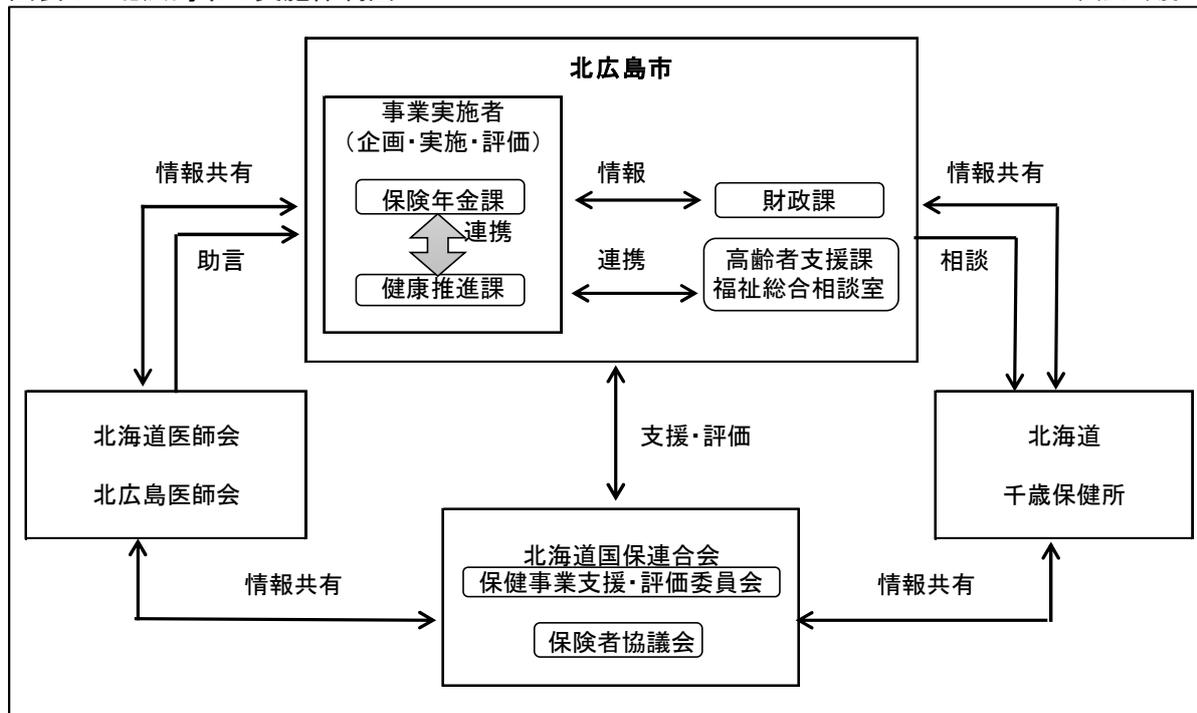 北広島市
事業実施者
(企画・実施・評価)
保険年金課
連携
健康推進課
情報
財政課
連携
高齢者支援課
福祉総合相談室
情報共有
助言
情報共有
相談
北海道医師会
北広島医師会
支援・評価
北海道
千歳保健所
北海道国保連合会
保健事業支援・評価委員会
保険者協議会
情報共有
情報共有